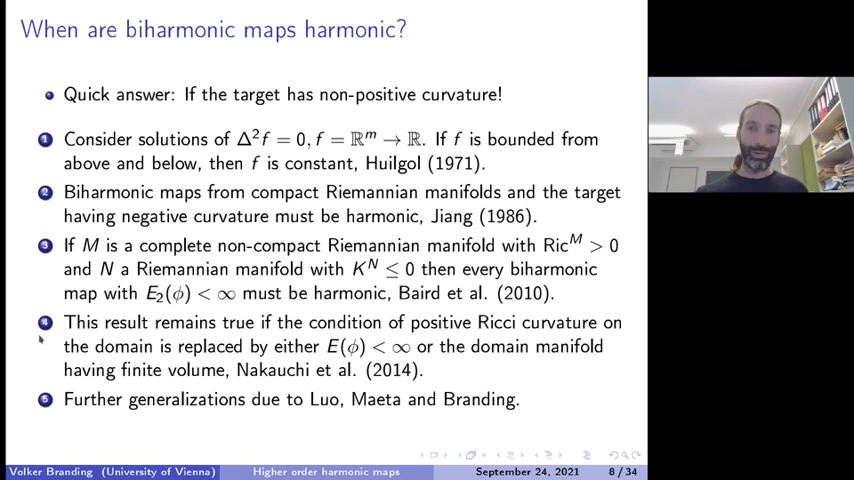 When are biharmonic maps harmonic?
Quick answer: If the target has non-positive curvature!
1 Consider solutions of Δ²f = 0, f = ℝᵐ → ℝ. If f is bounded from
above and below, then f is constant, Huilgol (1971).
2 Biharmonic maps from compact Riemannian manifolds and the target
having negative curvature must be harmonic, Jiang (1986).
3 If M is a complete non-compact Riemannian manifold with Ricᴹ > 0
and N a Riemannian manifold with Kᴺ ≤ 0 then every biharmonic
map with E₂(ϕ) < ∞ must be harmonic, Baird et al. (2010).
4 This result remains true if the condition of positive Ricci curvature on
the domain is replaced by either E(ϕ) < ∞ or the domain manifold
having finite volume, Nakauchi et al. (2014).
5 Further generalizations due to Luo, Maeta and Branding.
Volker Branding (University of Vienna) Higher order harmonic maps September 24, 2021 8 / 34